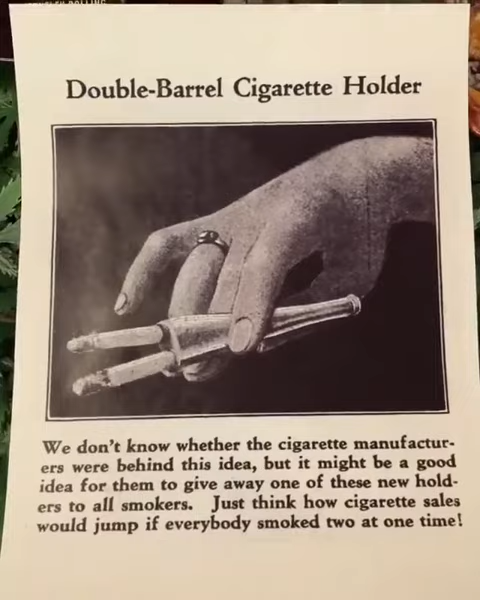 Double-Barrel Cigarette Holder
We don't know whether the cigarette manufactur-
ers were behind this idea, but it might be a good
idea for them to give away one of these new hold-
ers to all smokers. Just think how cigarette sales
would jump if everybody smoked two at one time!